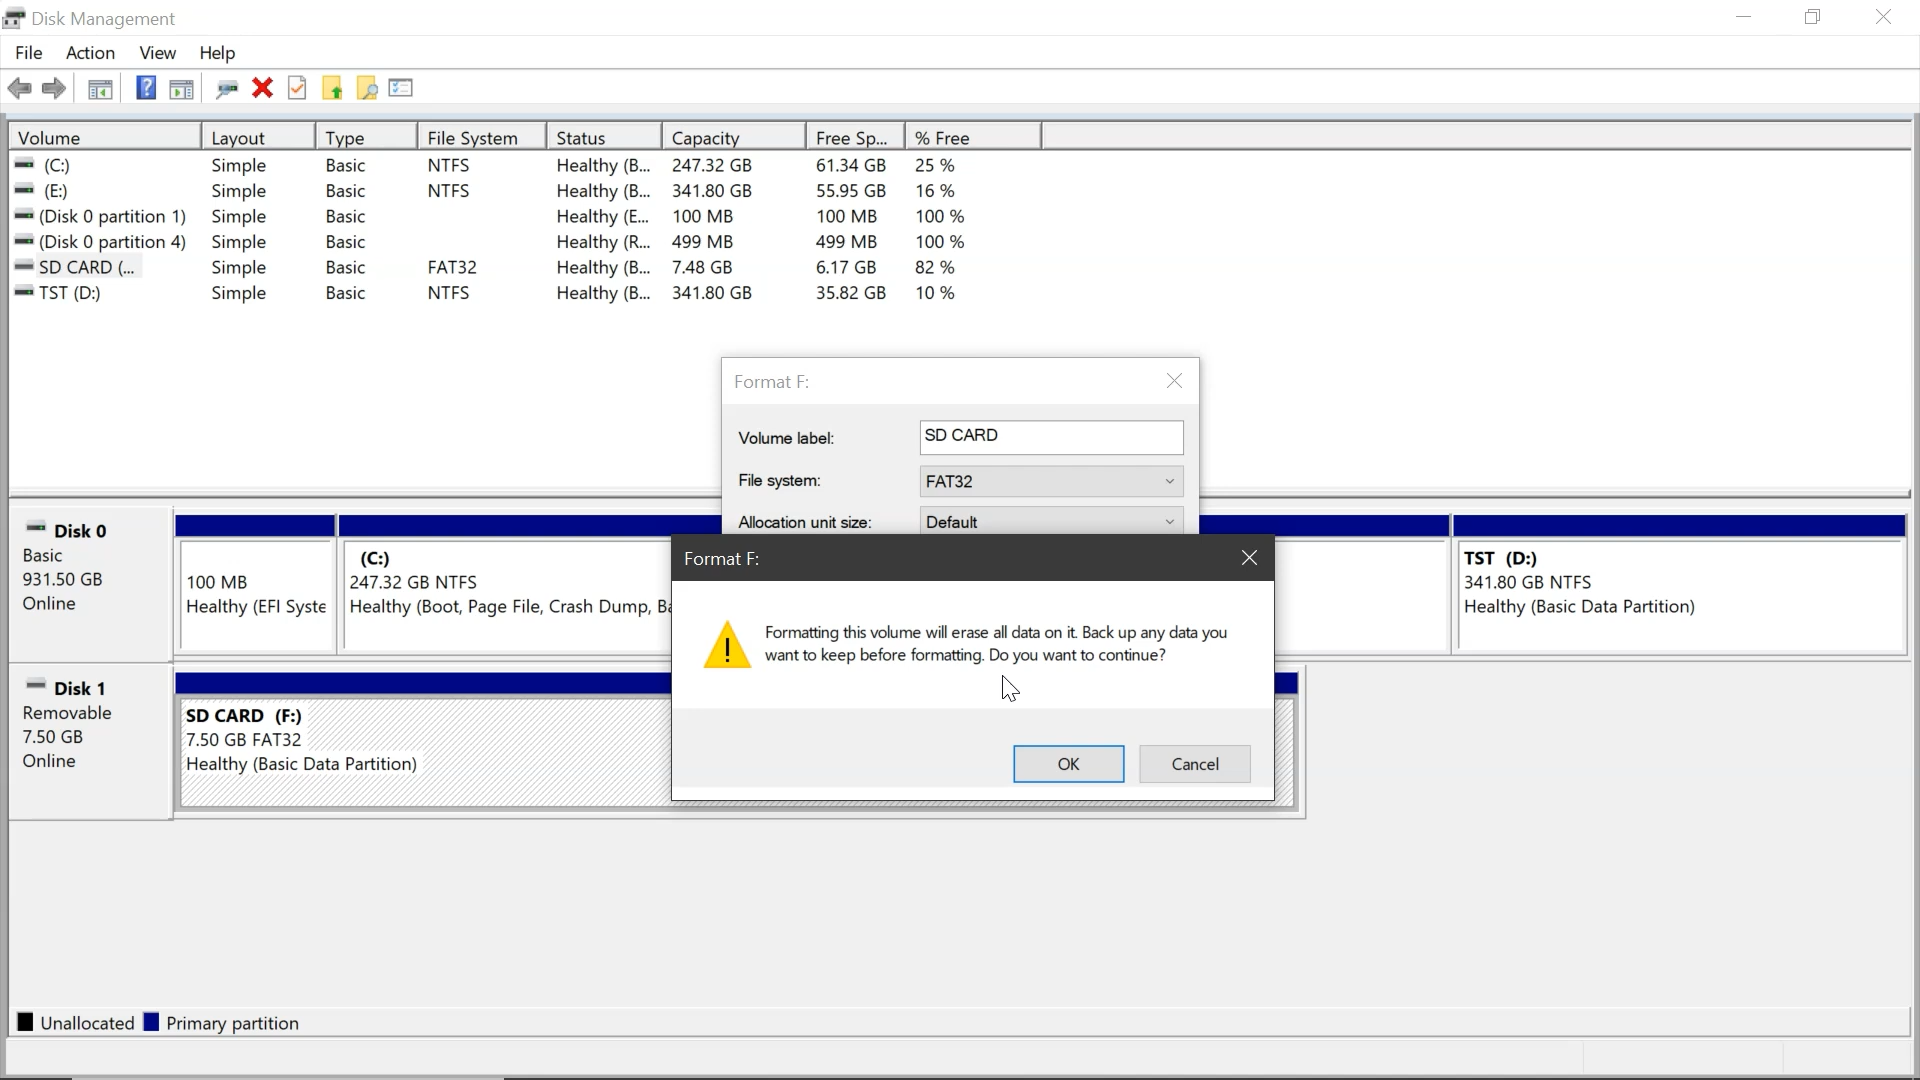 Disk Management
File Action View Help
Volume Layout Type File System Status Capacity Free Sp... % Free
(C:) Simple Basic NTFS Healthy (B... 247.32 GB 61.34 GB 25 %
(E:) Simple Basic NTFS Healthy (B... 341.80 GB 55.95 GB 16 %
(Disk 0 partition 1) Simple Basic Healthy (E... 100 MB 100 MB 100 %
(Disk 0 partition 4) Simple Basic Healthy (R... 499 MB 499 MB 100 %
SD CARD (... Simple Basic FAT32 Healthy (B... 7.48 GB 6.17 GB 82 %
TST (D:) Simple Basic NTFS Healthy (B... 341.80 GB 35.82 GB 10 %
Format F:
Volume label: SD CARD
File system: FAT32
Allocation unit size: Default
Disk 0
Basic
931.50 GB
Online
100 MB
Healthy (EFI Syste
(C:)
247.32 GB NTFS
Healthy (Boot, Page File, Crash Dump, Ba
TST (D:)
341.80 GB NTFS
Healthy (Basic Data Partition)
Format F:
Formatting this volume will erase all data on it. Back up any data you
want to keep before formatting. Do you want to continue?
OK Cancel
Disk 1
Removable
7.50 GB
Online
SD CARD (F:)
7.50 GB FAT32
Healthy (Basic Data Partition)
Unallocated Primary partition